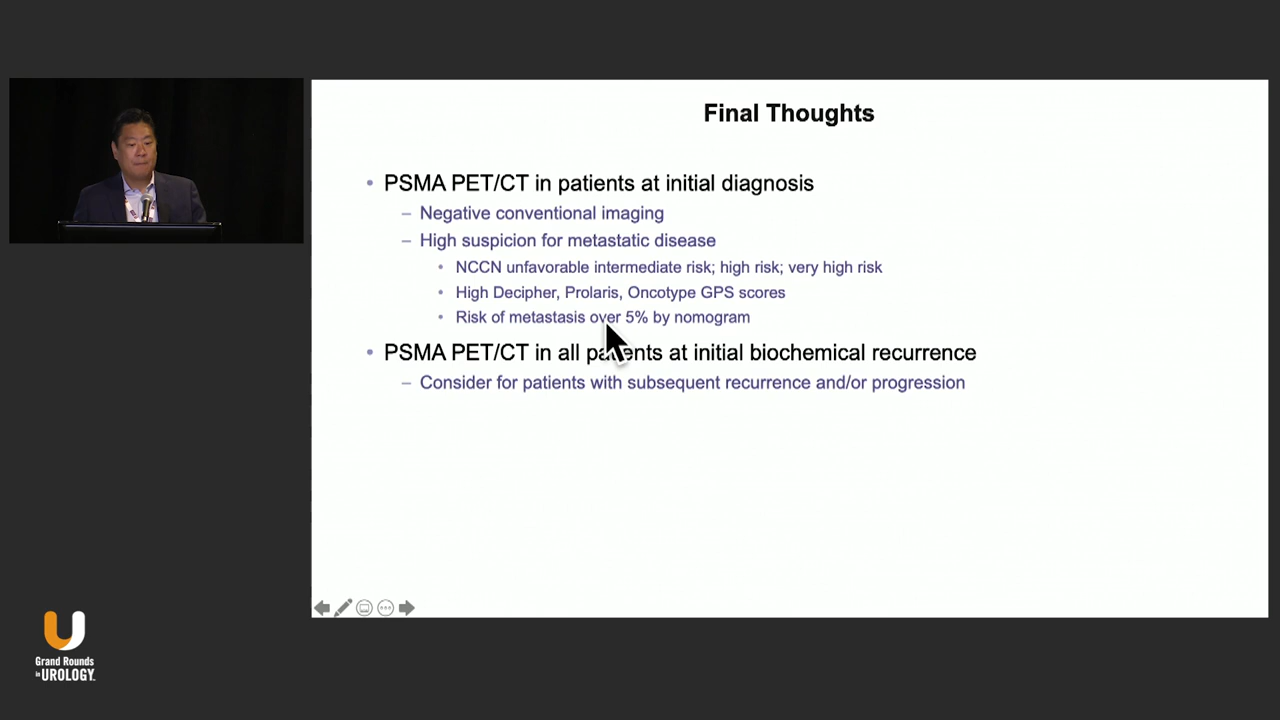 Final Thoughts
• PSMA PET/CT in patients at initial diagnosis
– Negative conventional imaging
– High suspicion for metastatic disease
• NCCN unfavorable intermediate risk; high risk; very high risk
• High Decipher, Prolaris, Oncotype GPS scores
• Risk of metastasis over 5% by nomogram
• PSMA PET/CT in all patients at initial biochemical recurrence
– Consider for patients with subsequent recurrence and/or progression
Grand Rounds
in UROLOGY